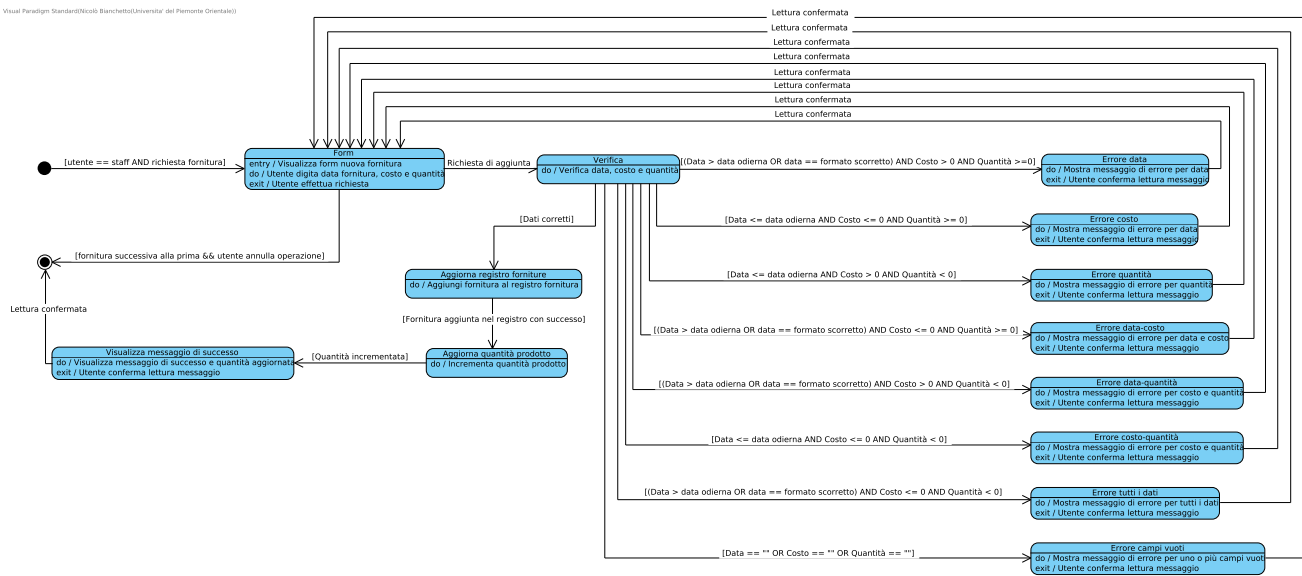 Visual Paradigm Standard(Nicolò Bianchetto(Universita' del Piemonte Orientale))
Lettura confermata
Lettura confermata
Lettura confermata
Lettura confermata
Lettura confermata
Lettura confermata
Lettura confermata
Lettura confermata
[utente == staff AND richiesta fornitura]
Form
entry / Visualizza form nuova fornitura
do / Utente digita data fornitura, costo e quantità
exit / Utente effettua richiesta
Richiesta di aggiunta
Verifica
do / Verifica data, costo e quantità
[(Data > data odierna OR data == formato scorretto) AND Costo > 0 AND Quantità >=0]
Errore data
do / Mostra messaggio di errore per data
exit / Utente conferma lettura messaggio
[Dati corretti]
[Data <= data odierna AND Costo <= 0 AND Quantità >= 0]
Errore costo
do / Mostra messaggio di errore per data
exit / Utente conferma lettura messaggio
[fornitura successiva alla prima && utente annulla operazione]
Aggiorna registro forniture
do / Aggiungi fornitura al registro fornitura
[Data <= data odierna AND Costo > 0 AND Quantità < 0]
Errore quantità
do / Mostra messaggio di errore per quantità
exit / Utente conferma lettura messaggio
Lettura confermata
[Fornitura aggiunta nel registro con successo]
[(Data > data odierna OR data == formato scorretto) AND Costo <= 0 AND Quantità >= 0]
Errore data-costo
do / Mostra messaggio di errore per data e costo
exit / Utente conferma lettura messaggio
Visualizza messaggio di successo
do / Visualizza messaggio di successo e quantità aggiornata
exit / Utente conferma lettura messaggio
[Quantità incrementata]
Aggiorna quantità prodotto
do / Incrementa quantità prodotto
[(Data > data odierna OR data == formato scorretto) AND Costo > 0 AND Quantità < 0]
Errore data-quantità
do / Mostra messaggio di errore per costo e quantità
exit / Utente conferma lettura messaggio
[Data <= data odierna AND Costo <= 0 AND Quantità < 0]
Errore costo-quantità
do / Mostra messaggio di errore per costo e quantità
exit / Utente conferma lettura messaggio
[(Data > data odierna OR data == formato scorretto) AND Costo <= 0 AND Quantità < 0]
Errore tutti i dati
do / Mostra messaggio di errore per tutti i dati
exit / Utente conferma lettura messaggio
[Data == "" OR Costo == "" OR Quantità == ""]
Errore campi vuoti
do / Mostra messaggio di errore per uno o più campi vuoti
exit / Utente conferma lettura messaggio